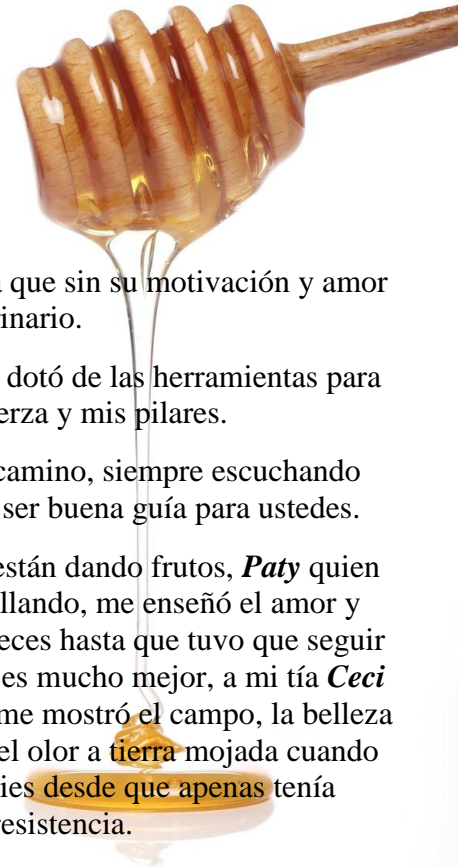 que sin su motivación y amor
inario.
dotó de las herramientas para
erza y mis pilares.
camino, siempre escuchando
ser buena guía para ustedes.
están dando frutos, Paty quien
llando, me enseñó el amor y
eces hasta que tuvo que seguir
es mucho mejor, a mi tía Ceci
me mostró el campo, la belleza
el olor a tierra mojada cuando
ies desde que apenas tenía
resistencia.